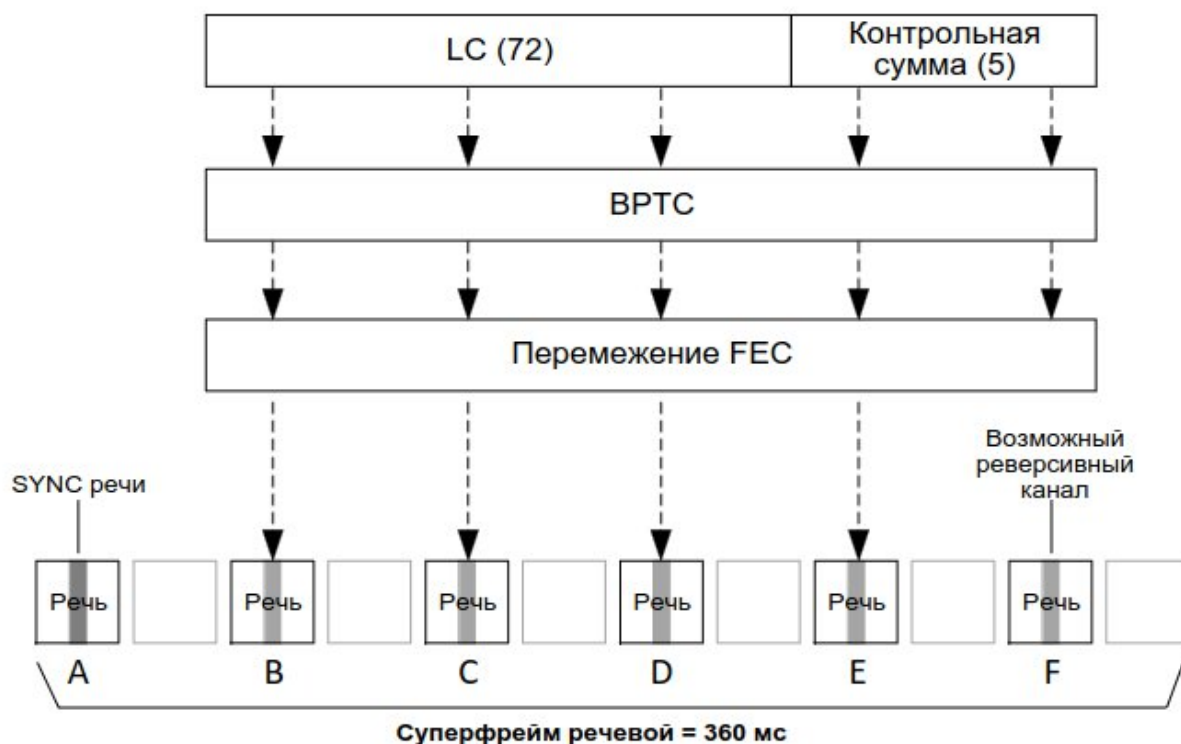 LC (72)
Контрольная
сумма (5)
BPTC
Перемежение FEC
SYNC речи
Возможный
реверсивный
канал
Речь Речь Речь Речь Речь Речь
A B C D E F
Суперфрейм речевой = 360 мс